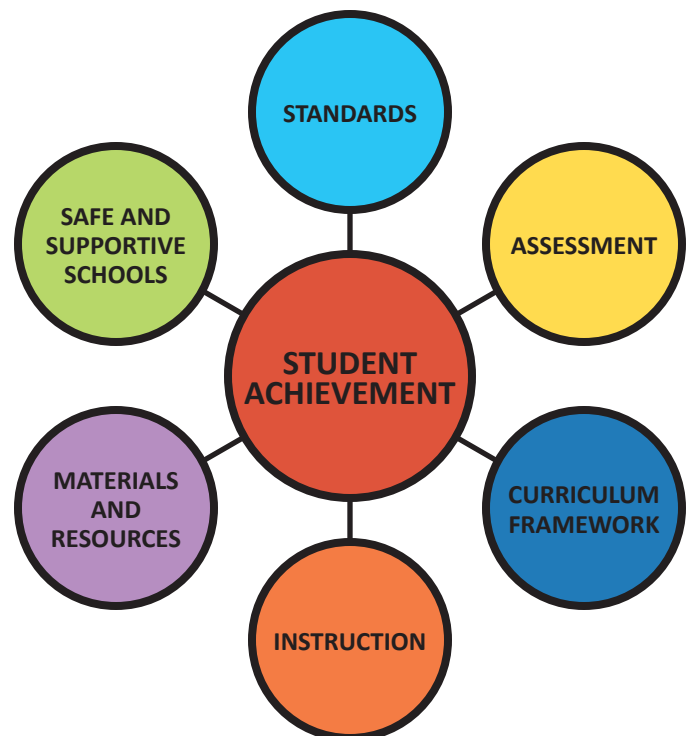 STANDARDS
SAFE AND
SUPPORTIVE
SCHOOLS
ASSESSMENT
STUDENT
ACHIEVEMENT
MATERIALS
AND
RESOURCES
CURRICULUM
FRAMEWORK
INSTRUCTION